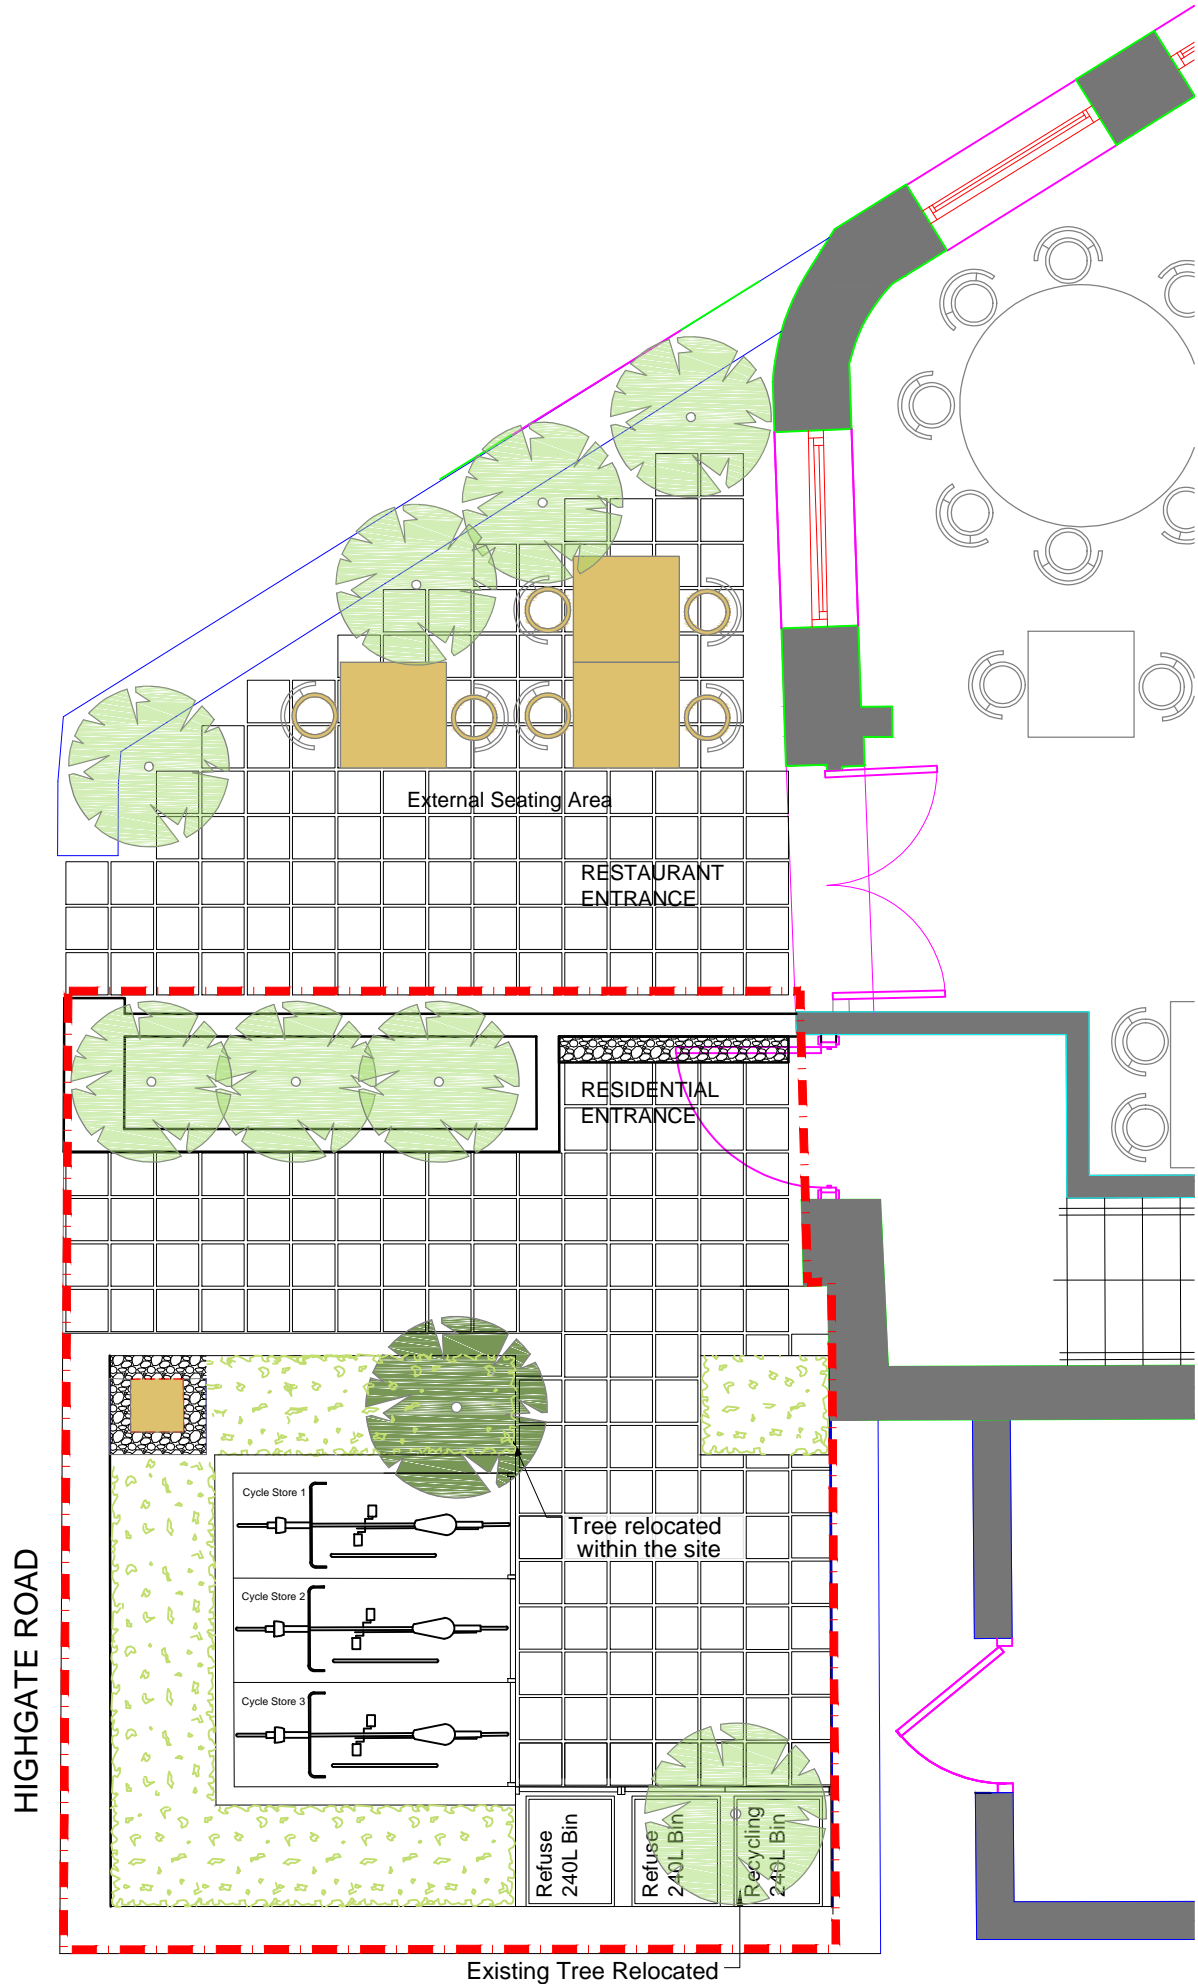 External Seating Area
RESTAURANT
ENTRANCE
RESIDENTIAL
ENTRANCE
Cycle Store 1
Tree relocated
within the site
Cycle Store 2
Cycle Store 3
HIGHGATE ROAD
Refuse
240L Bin
Refuse
240L Bin
Recycling
240L Bin
Existing Tree Relocated